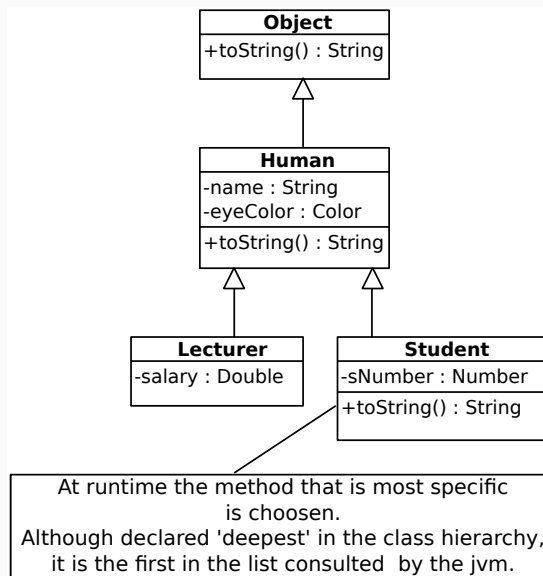 Object
+toString() : String
Human
-name : String
-eyeColor : Color
+toString() : String
Lecturer
-salary : Double
Student
-sNumber : Number
+toString() : String
At runtime the method that is most specific
is choosen.
Although declared 'deepest' in the class hierarchy,
it is the first in the list consulted by the jvm.